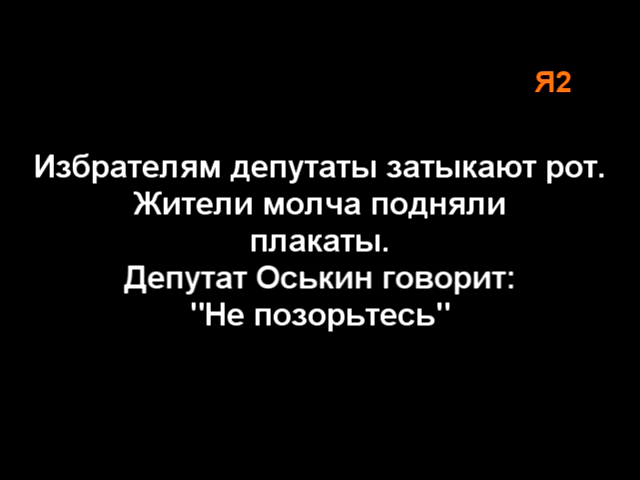 Я2
Избрателям депутаты затыкают рот.
Жители молча подняли
плакаты.
Депутат Оськин говорит:
"Не позорьтесь"